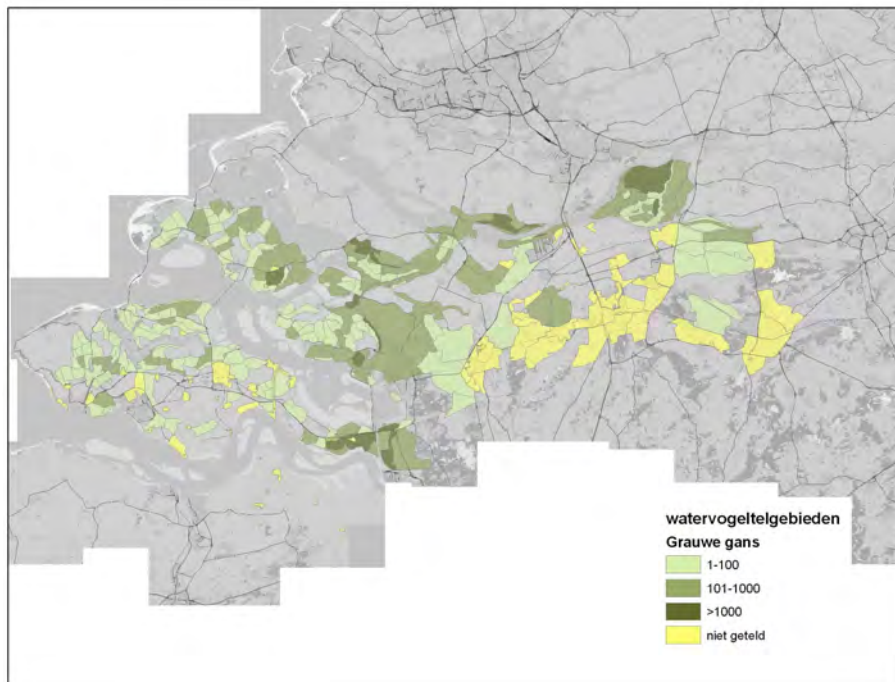 watervogeltelgebieden
Grauwe gans
1-100
101-1000
>1000
niet geteld